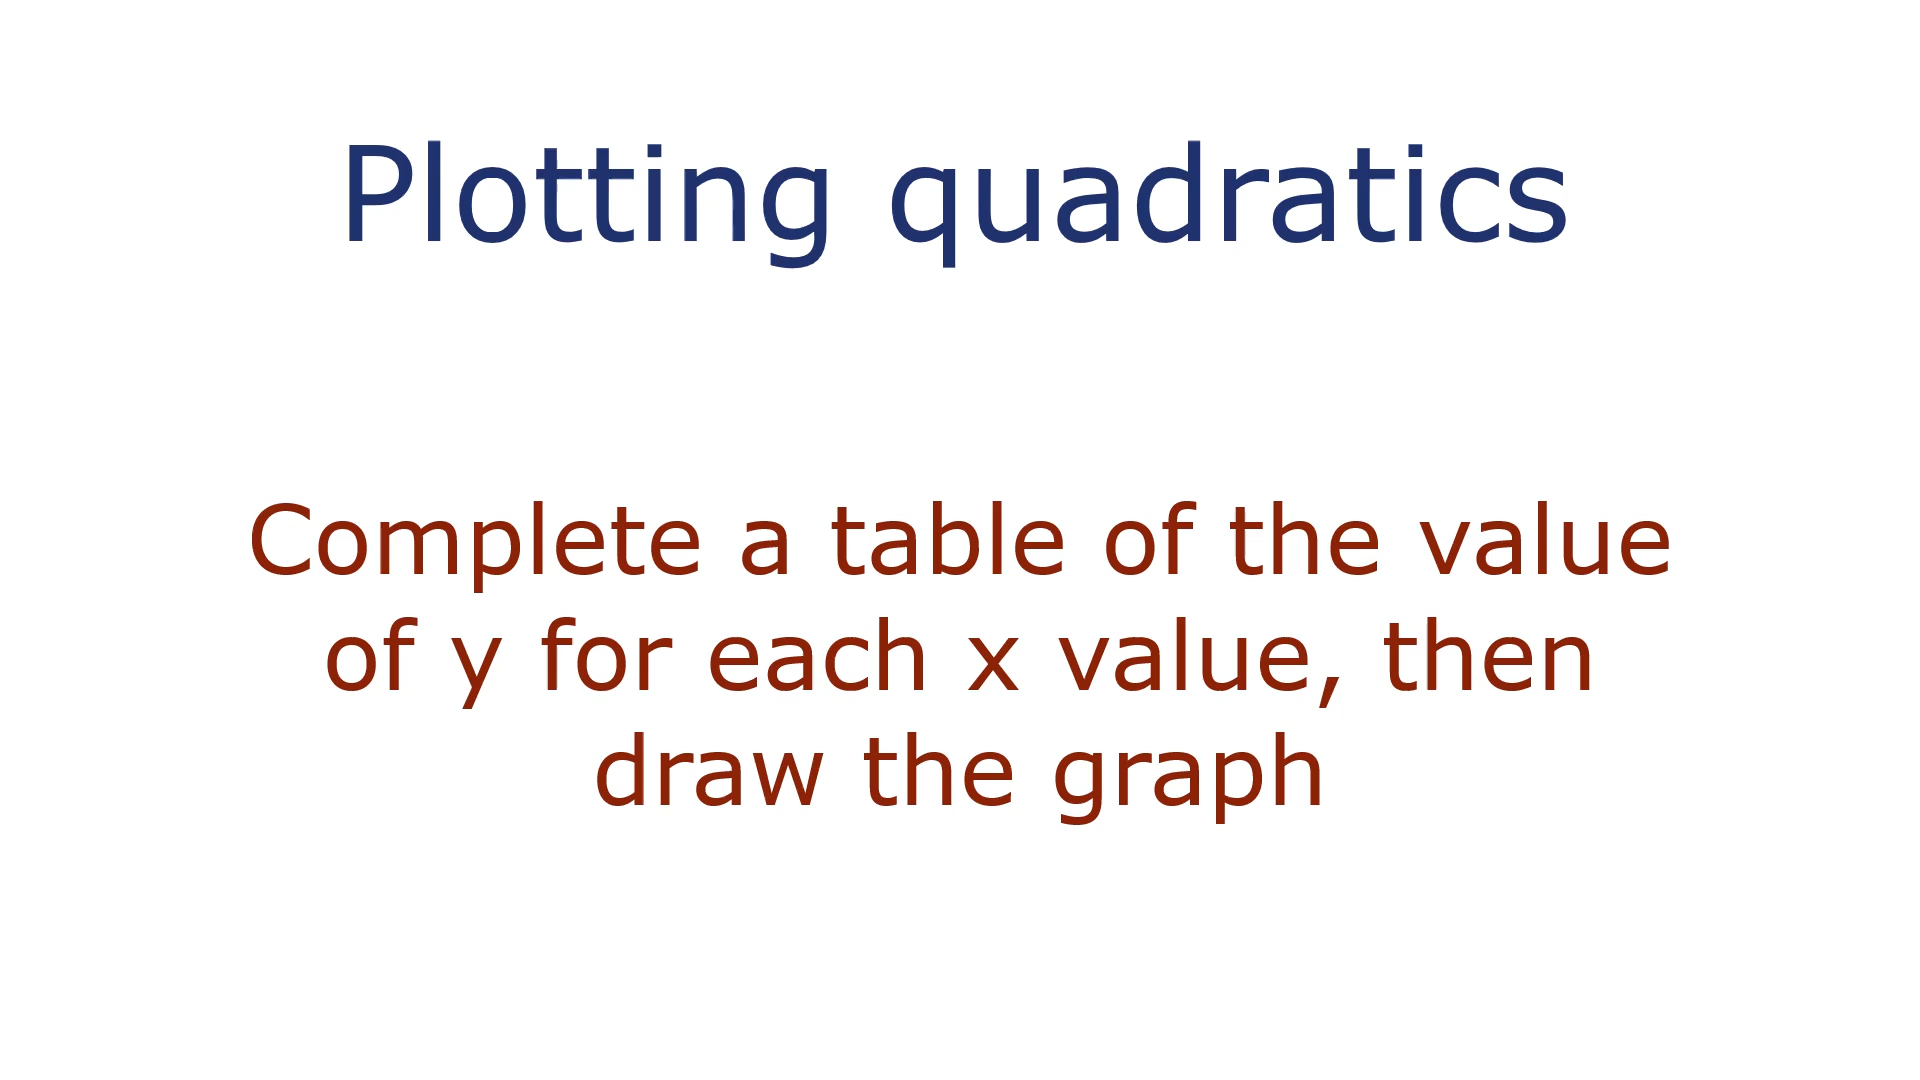 Plotting quadratics
Complete a table of the value
of y for each x value, then
draw the graph